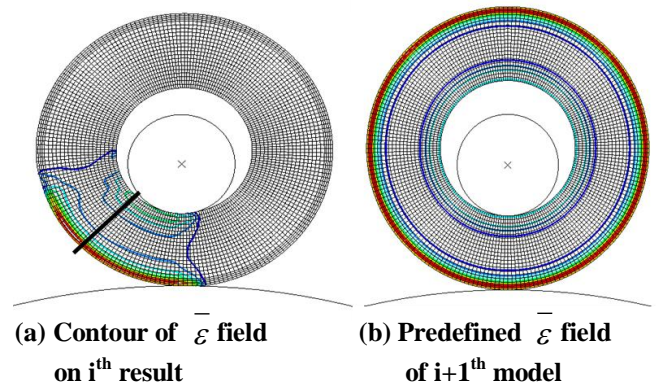 (a) Contour of ε̅ field
on iᵗʰ result
(b) Predefined ε̅ field
of i+1ᵗʰ model